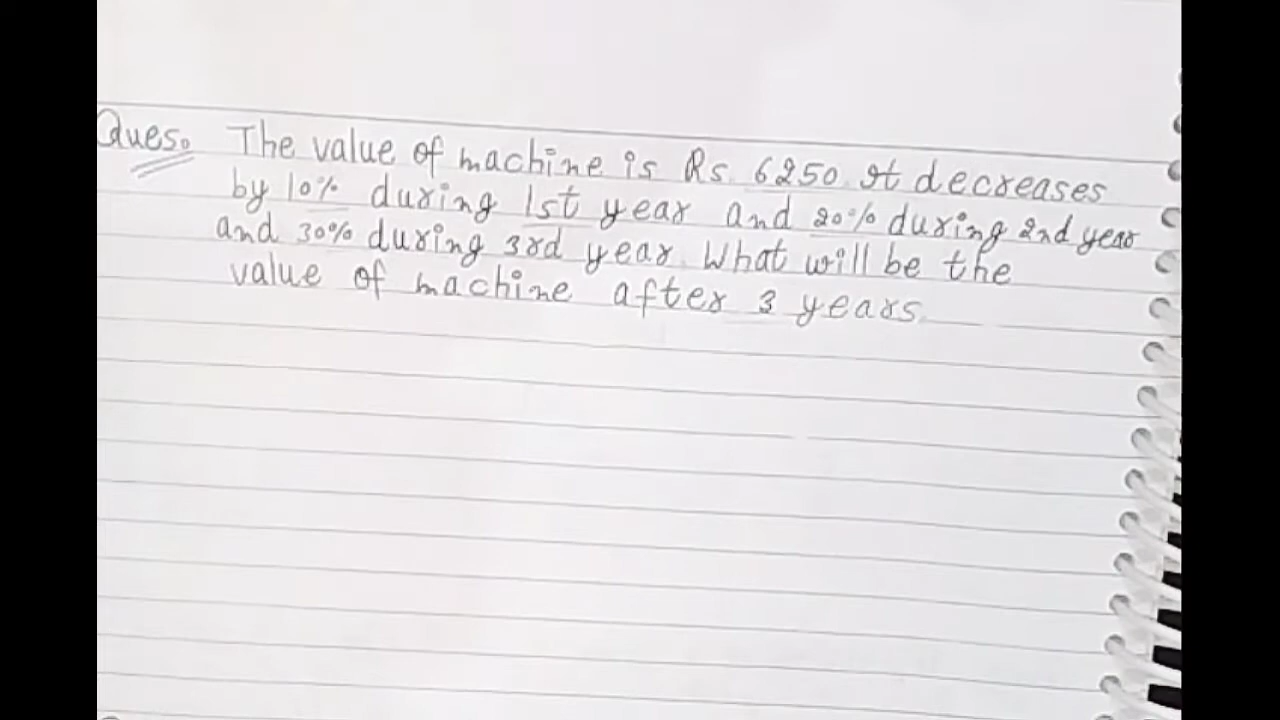 Ques. The value of machine is Rs. 6250. It decreases
by 10% during 1st year and 20% during 2nd year
and 30% during 3rd year. What will be the
value of machine after 3 years.